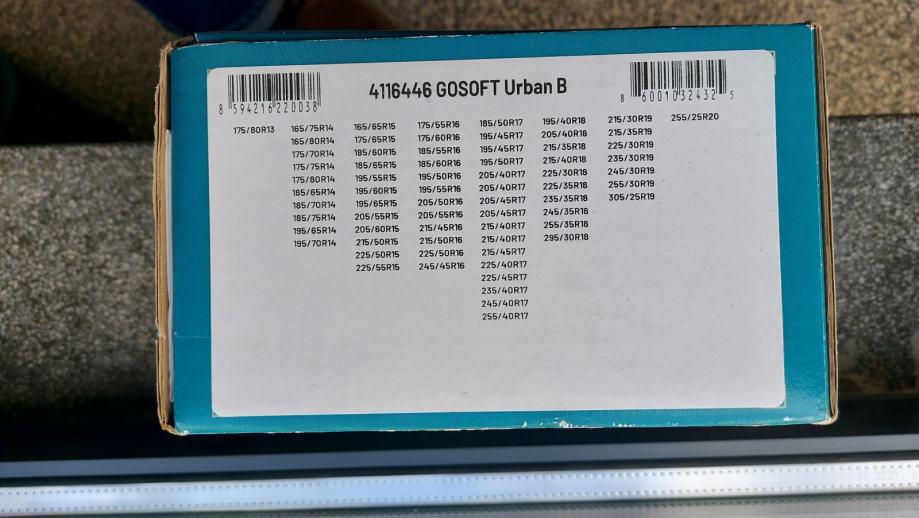 4116446 GOSOFT Urban B
8 594216 220038
8 600103 2432 5
175/80R13
165/75R14
165/80R14
175/70R14
175/75R14
175/80R14
185/65R14
185/70R14
185/75R14
195/65R14
195/70R14
165/65R15
175/65R15
185/60R15
185/65R15
195/55R15
195/60R15
195/65R15
205/55R15
205/60R15
215/50R15
225/50R15
225/55R15
175/55R16
175/60R16
185/55R16
185/60R16
195/50R16
195/55R16
205/50R16
205/55R16
215/45R16
215/50R16
225/50R16
245/45R16
185/50R17
195/45R17
195/45R17
195/50R17
205/40R17
205/40R17
205/45R17
205/45R17
215/40R17
215/40R17
215/45R17
225/40R17
225/45R17
235/40R17
245/40R17
255/40R17
195/40R18
205/40R18
215/35R18
215/40R18
225/30R18
225/35R18
235/35R18
245/35R18
255/35R18
295/30R18
215/30R19
215/35R19
225/30R19
235/30R19
245/30R19
255/30R19
305/25R19
255/25R20